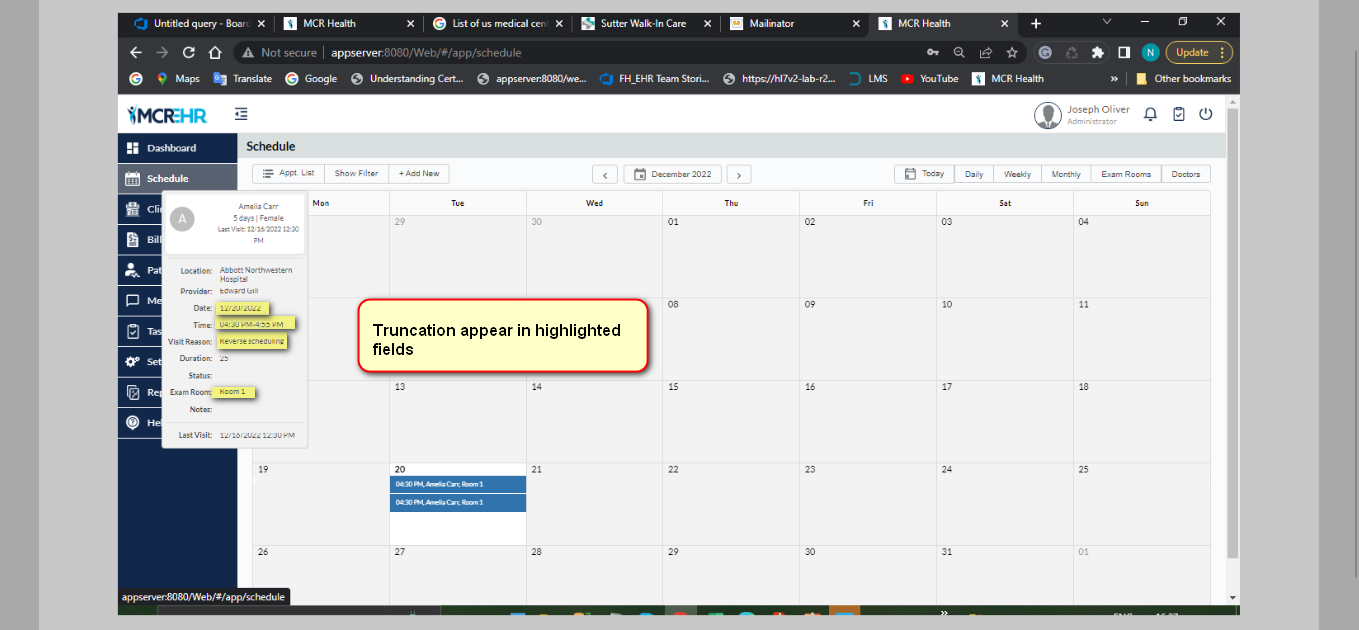 Untitled query - Boarc
MCR Health
List of us medical cent
Sutter Walk-In Care
Mailinator
MCR Health
Not secure
appserver:8080/Web/#/app/schedule
N
Update
Maps
Translate
Google
Understanding Cert...
appserver:8080/we...
FH_EHR Team Stori...
https://hl7v2-lab-r2...
LMS
YouTube
MCR Health
»
Other bookmarks
MCREHR
Joseph Oliver
Administrator
Dashboard
Schedule
Schedule
Appt. List
Show Filter
+ Add New
December 2022
Today
Daily
Weekly
Monthly
Exam Rooms
Doctors
Cli
Bill
Pat
Me
Tas
Set
Rep
Hel
A
Amelia Carr
5 days | Female
Last Visit: 12/16/2022 12:30
PM
Location: Abbott Northwestern
Hospital
Provider: Edward Gill
Date: 12/20/2022
Time: 04:30 PM-4:55 PM
Visit Reason: Reverse scheduling
Duration: 25
Status:
Exam Room: Room 1
Notes:
Last Visit: 12/16/2022 12:30 PM
Mon Tue Wed Thu Fri Sat Sun
29 30 01 02 03 04
08 09 10 11
Truncation appear in highlighted
fields
13 14 15 16 17 18
19 20 21 22 23 24 25
04:30 PM, Amelia Carr, Room 1
04:30 PM, Amelia Carr, Room 1
26 27 28 29 30 31 01
appserver:8080/Web/#/app/schedule